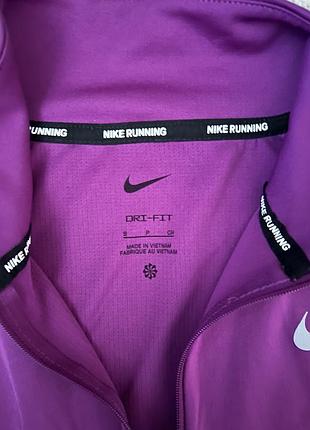 NIKE RUNNING NIKE RUNNING
NIKE RUNNING NIKE RUNNING
DRI-FIT
S P CH
MADE IN VIETNAM
FABRIQUE AU VIETNAM